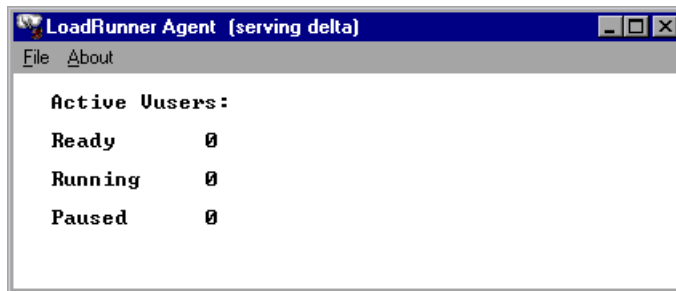 LoadRunner Agent (serving delta)
File About
Active Vusers:
Ready 0
Running 0
Paused 0